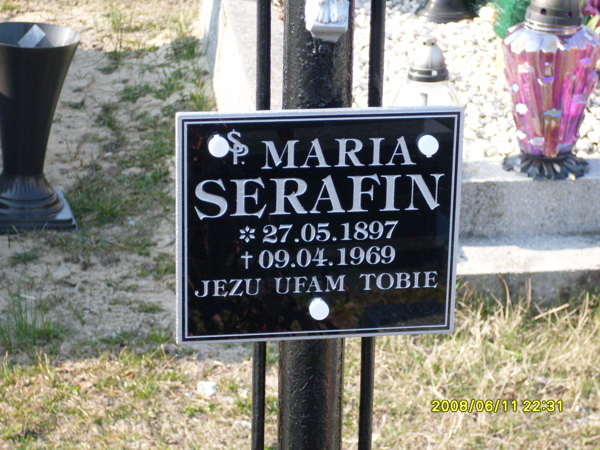 ŚP. MARIA
SERAFIN
* 27.05.1897
† 09.04.1969
JEZU UFAM TOBIE
2008/06/11 22:31